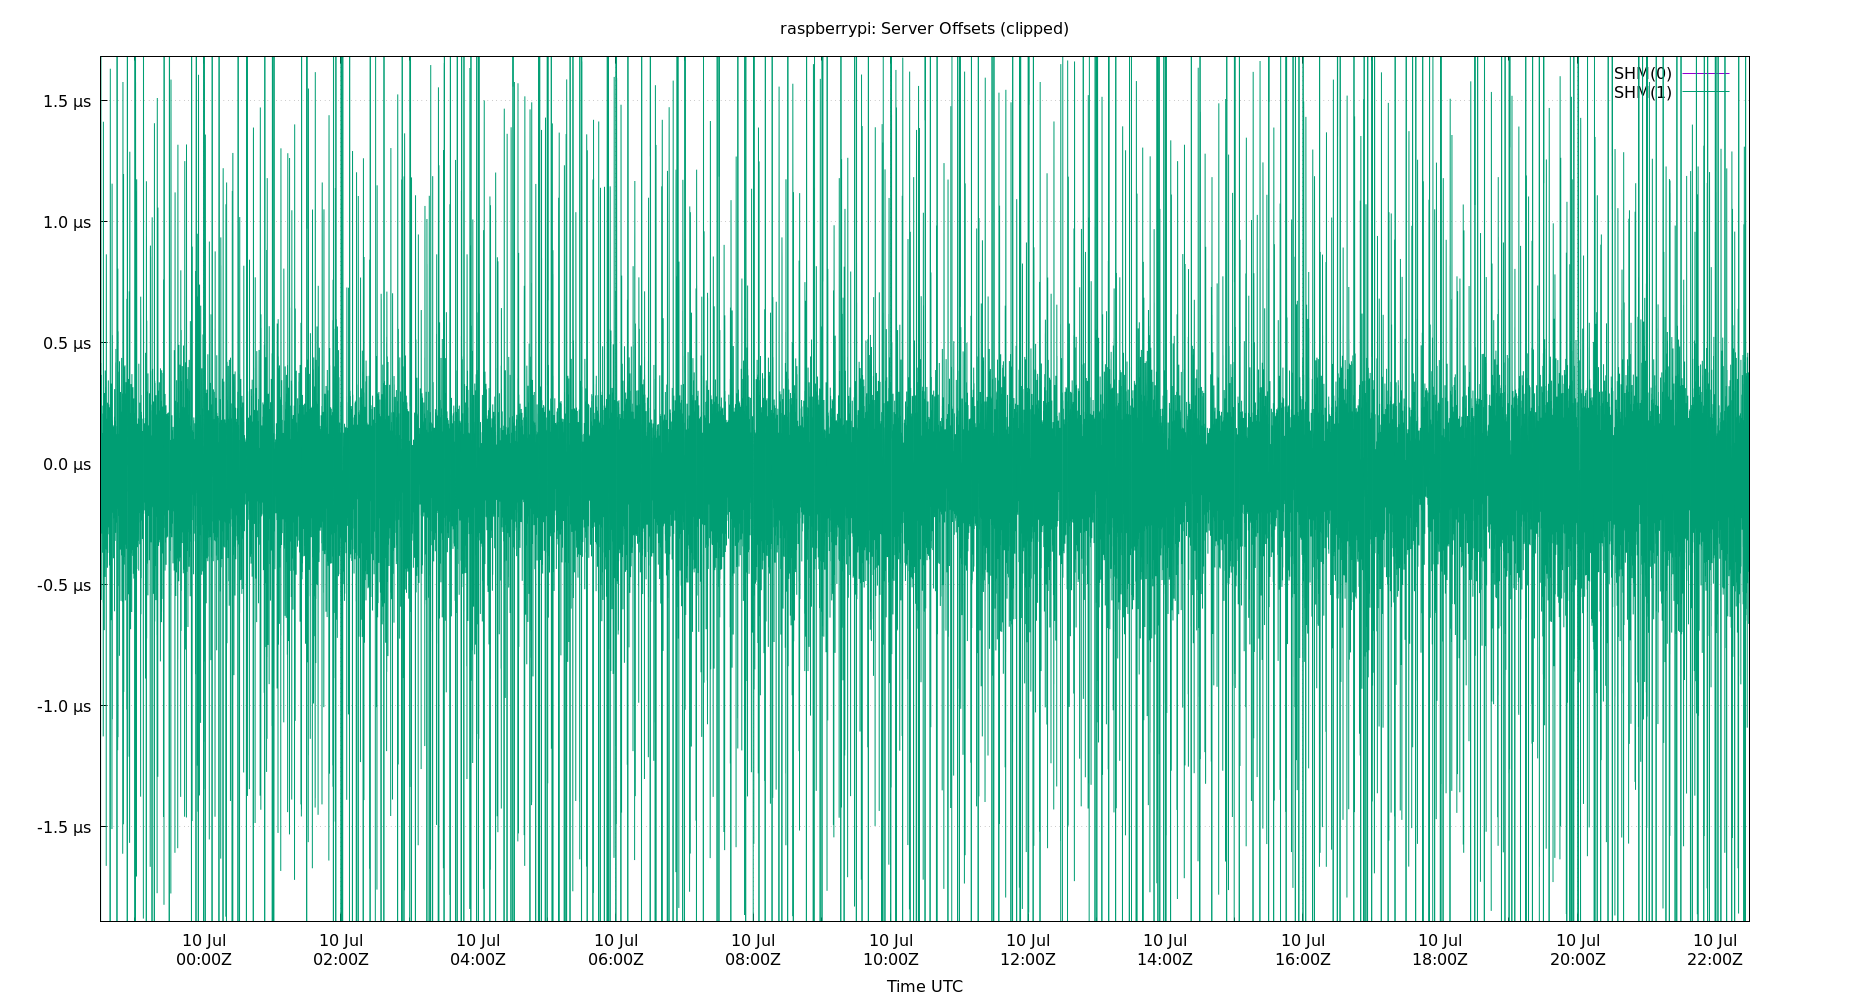 raspberrypi: Server Offsets (clipped)
SHM(0)
SHM(1)
1.5 µs
1.0 µs
0.5 µs
0.0 µs
-0.5 µs
-1.0 µs
-1.5 µs
10 Jul 10 Jul 10 Jul 10 Jul 10 Jul 10 Jul 10 Jul 10 Jul 10 Jul 10 Jul 10 Jul 10 Jul
00:00Z 02:00Z 04:00Z 06:00Z 08:00Z 10:00Z 12:00Z 14:00Z 16:00Z 18:00Z 20:00Z 22:00Z
Time UTC